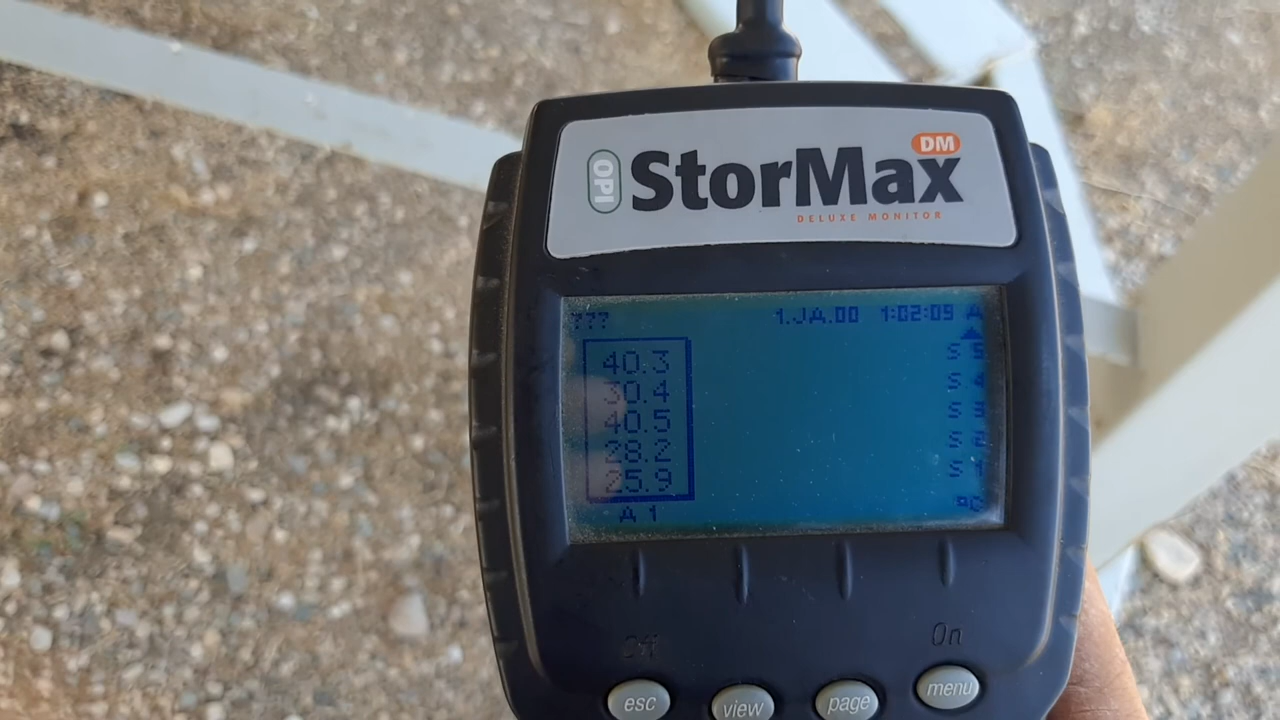 OPI StorMax DM
DELUXE MONITOR
??? 1.JA.00 1:02:09 A
40.3 S 5
30.4 S 4
40.5 S 3
28.2 S 2
25.9 S 1
A 1 °C
Off On
esc view page menu